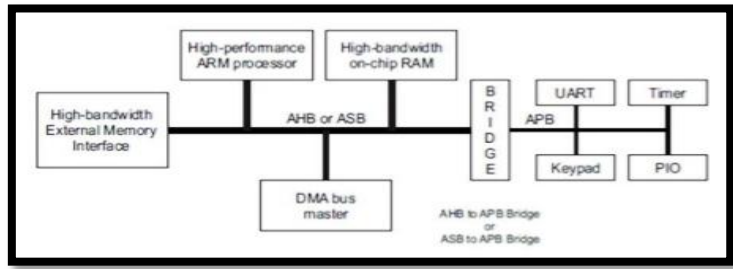 High-performance
ARM processor
High-bandwidth
on-chip RAM
High-bandwidth
External Memory
Interface
AHB or ASB
B
R
I
D
G
E
APB
UART
Timer
Keypad
PIO
DMA bus
master
AHB to APB Bridge
or
ASB to APB Bridge